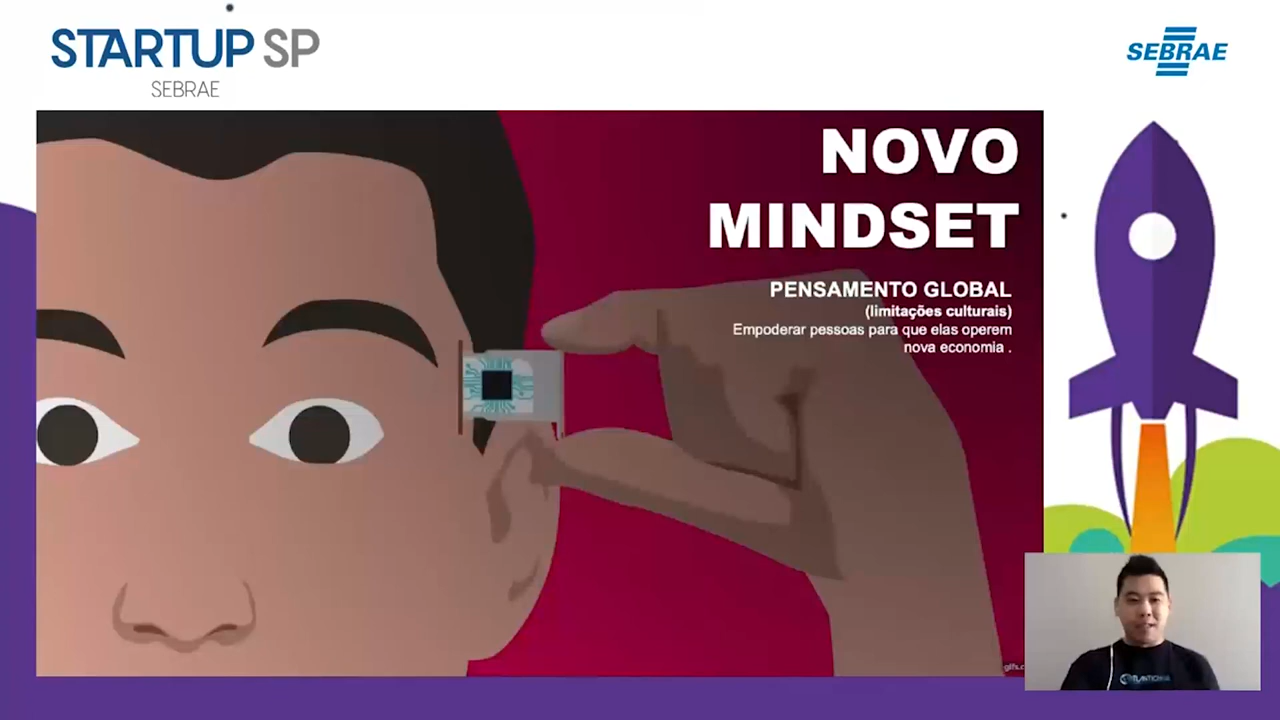 STARTUP SP
SEBRAE
SEBRAE
NOVO
MINDSET
PENSAMENTO GLOBAL
(limitações culturais)
Empoderar pessoas para que elas operem
nova economia .